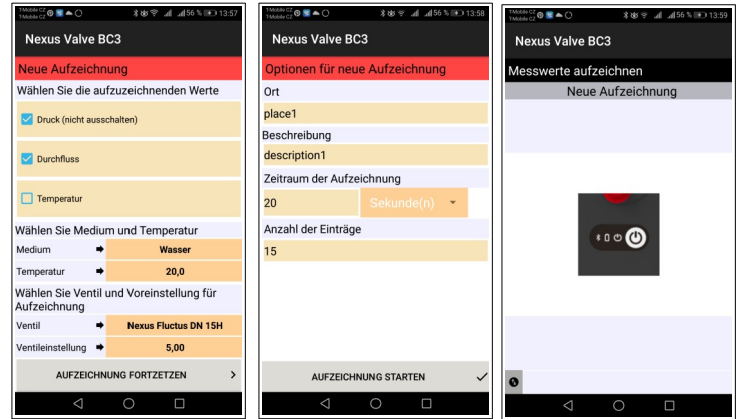 T-Mobile CZ
T-Mobile CZ
56 % 13:57
Nexus Valve BC3
Neue Aufzeichnung
Wählen Sie die aufzuzeichnenden Werte
Druck (nicht ausschalten)
Durchfluss
Temperatur
Wählen Sie Medium und Temperatur
Medium Wasser
Temperatur 20,0
Wählen Sie Ventil und Voreinstellung für
Aufzeichnung
Ventil Nexus Fluctus DN 15H
Ventileinstellung 5,00
AUFZEICHNUNG FORTZETZEN
T-Mobile CZ
T-Mobile CZ
56 % 13:58
Nexus Valve BC3
Optionen für neue Aufzeichnung
Ort
place1
Beschreibung
description1
Zeitraum der Aufzeichnung
20 Sekunde(n)
Anzahl der Einträge
15
AUFZEICHNUNG STARTEN
T-Mobile CZ
T-Mobile CZ
56 % 13:59
Nexus Valve BC3
Messwerte aufzeichnen
Neue Aufzeichnung